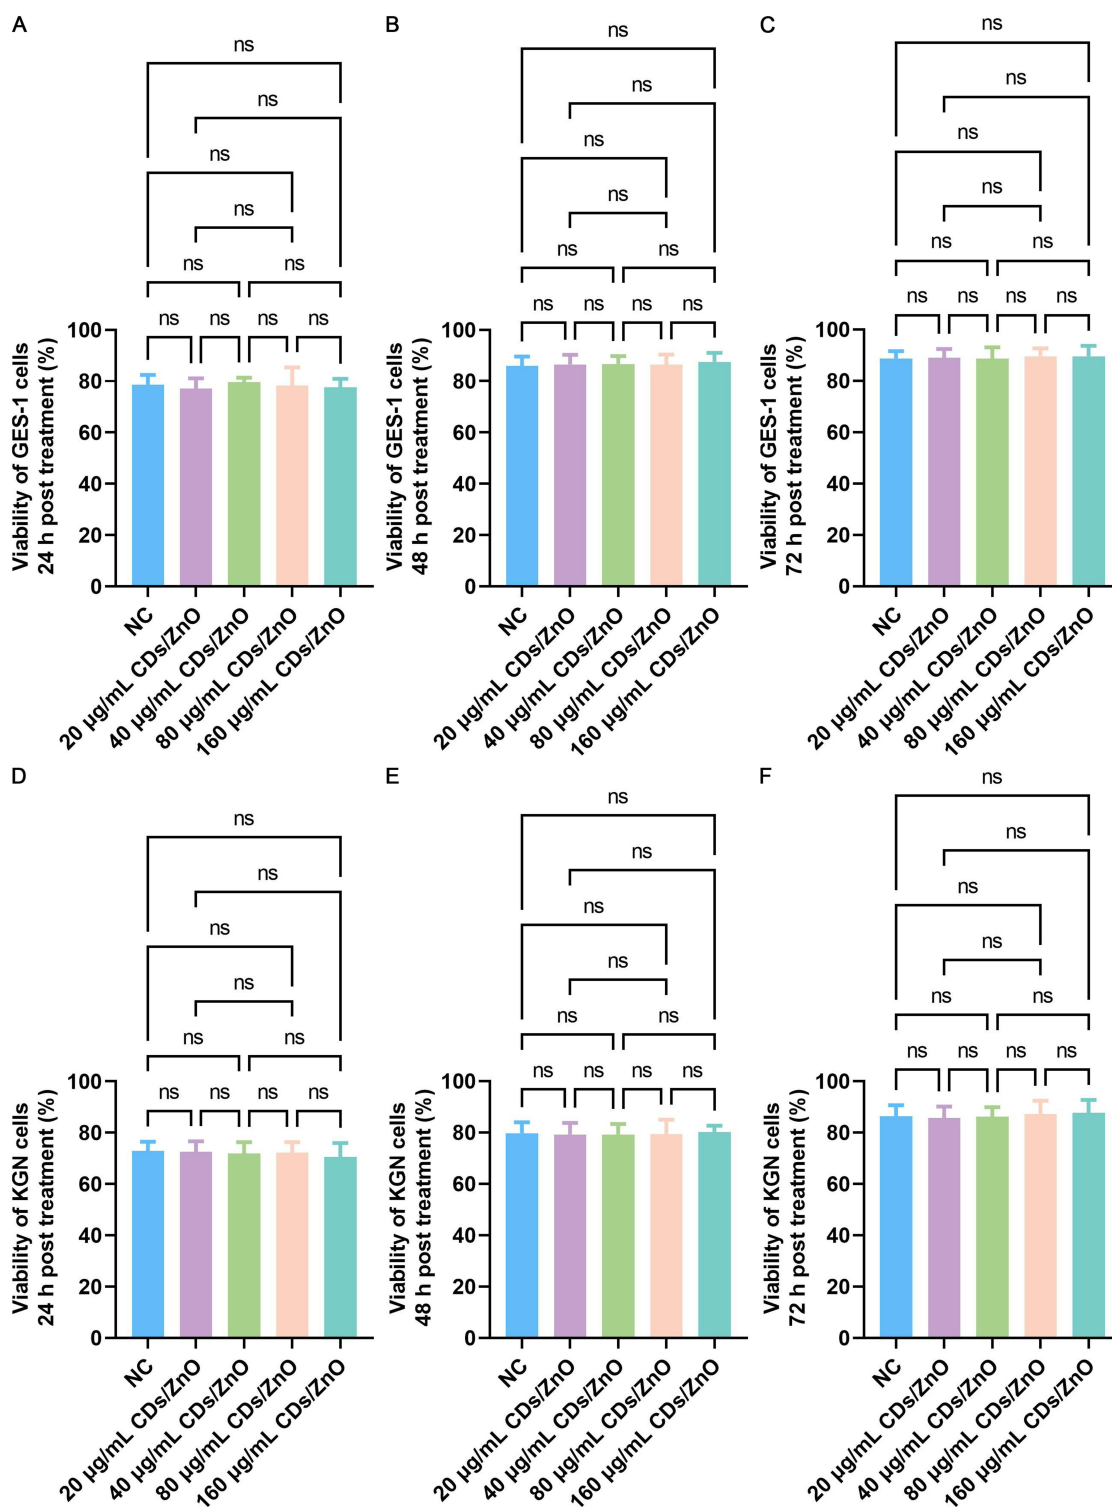 A
ns
ns
ns
ns
ns
ns
ns
ns
ns
ns
Viability of GES-1 cells
24 h post treatment (%)
100
80
60
40
20
0
NC
20 µg/mL CDs/ZnO
40 µg/mL CDs/ZnO
80 µg/mL CDs/ZnO
160 µg/mL CDs/ZnO
B
ns
ns
ns
ns
ns
ns
ns
ns
ns
ns
Viability of GES-1 cells
48 h post treatment (%)
100
80
60
40
20
0
NC
20 µg/mL CDs/ZnO
40 µg/mL CDs/ZnO
80 µg/mL CDs/ZnO
160 µg/mL CDs/ZnO
C
ns
ns
ns
ns
ns
ns
ns
ns
ns
ns
Viability of GES-1 cells
72 h post treatment (%)
100
80
60
40
20
0
NC
20 µg/mL CDs/ZnO
40 µg/mL CDs/ZnO
80 µg/mL CDs/ZnO
160 µg/mL CDs/ZnO
D
ns
ns
ns
ns
ns
ns
ns
ns
ns
ns
Viability of KGN cells
24 h post treatment (%)
100
80
60
40
20
0
NC
20 µg/mL CDs/ZnO
40 µg/mL CDs/ZnO
80 µg/mL CDs/ZnO
160 µg/mL CDs/ZnO
E
ns
ns
ns
ns
ns
ns
ns
ns
ns
ns
Viability of KGN cells
48 h post treatment (%)
100
80
60
40
20
0
NC
20 µg/mL CDs/ZnO
40 µg/mL CDs/ZnO
80 µg/mL CDs/ZnO
160 µg/mL CDs/ZnO
F
ns
ns
ns
ns
ns
ns
ns
ns
ns
ns
Viability of KGN cells
72 h post treatment (%)
100
80
60
40
20
0
NC
20 µg/mL CDs/ZnO
40 µg/mL CDs/ZnO
80 µg/mL CDs/ZnO
160 µg/mL CDs/ZnO